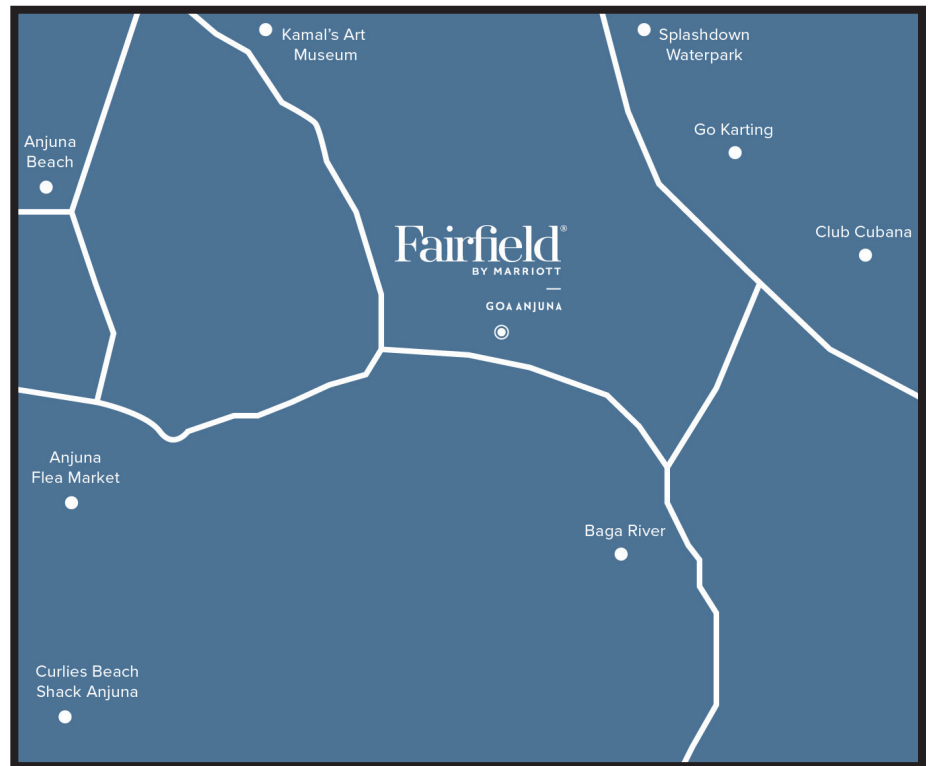 Kamal's Art
Museum
Splashdown
Waterpark
Go Karting
Anjuna
Beach
Club Cubana
Fairfield®
BY MARRIOTT
GOA ANJUNA
Anjuna
Flea Market
Baga River
Curlies Beach
Shack Anjuna